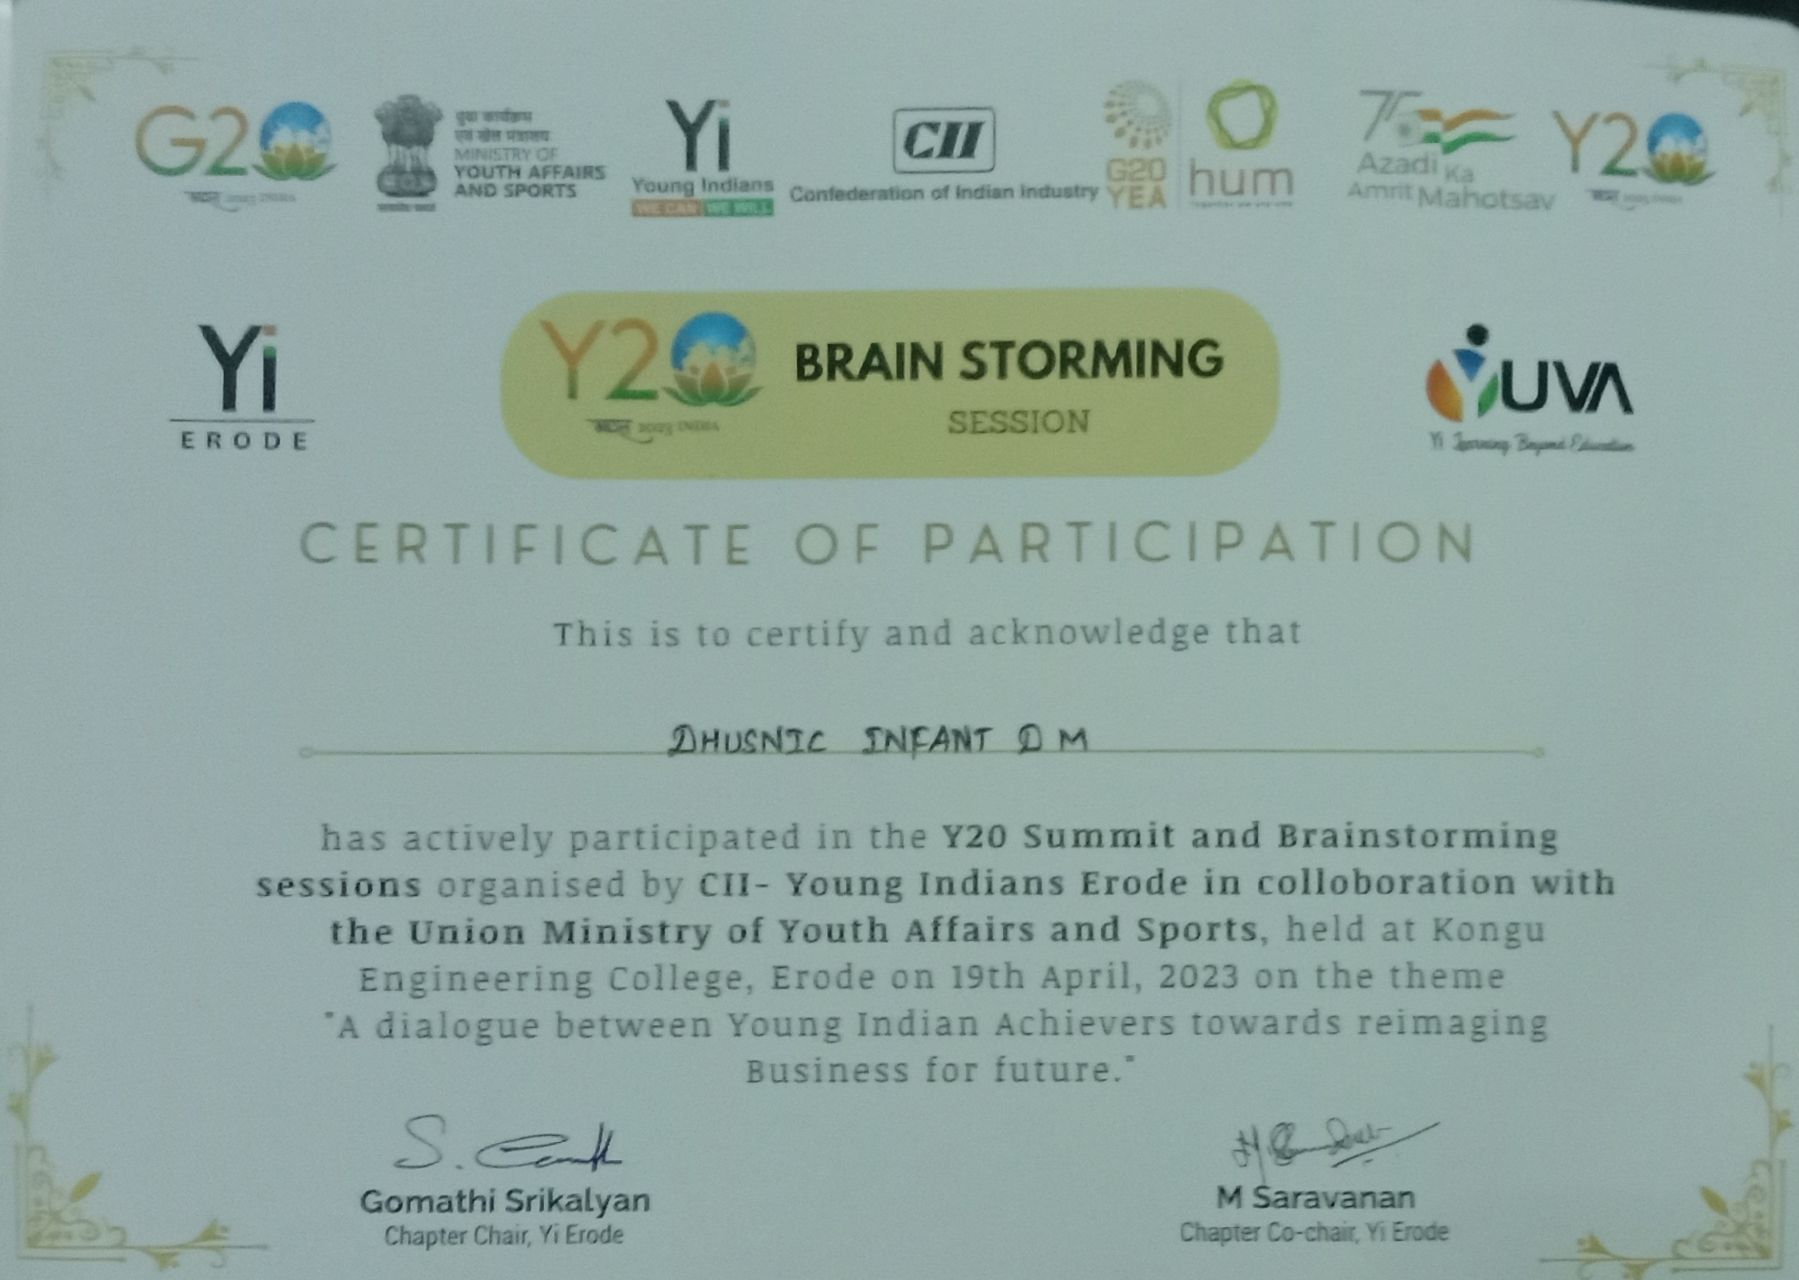 G20
युवा कार्यक्रम
एवं खेल मंत्रालय
MINISTRY OF
YOUTH AFFAIRS
AND SPORTS
Yi
Young Indians
WE CAN WE WILL
CII
Confederation of Indian Industry
G20
YEA
hum
75
Azadi Ka
Amrit Mahotsav
Y20
Yi
ERODE
Y20
भारत 2023 INDIA
BRAIN STORMING
SESSION
YUVA
Yi Learning Beyond Education
CERTIFICATE OF PARTICIPATION
This is to certify and acknowledge that
DHUSNIC INFANT D M
has actively participated in the Y20 Summit and Brainstorming
sessions organised by CII- Young Indians Erode in colloboration with
the Union Ministry of Youth Affairs and Sports, held at Kongu
Engineering College, Erode on 19th April, 2023 on the theme
"A dialogue between Young Indian Achievers towards reimaging
Business for future."
Gomathi Srikalyan
Chapter Chair, Yi Erode
M Saravanan
Chapter Co-chair, Yi Erode